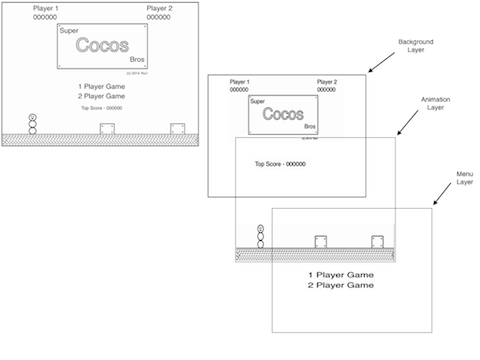 Player 1 Player 2
000000 000000
Super
Cocos
Bros
1 Player Game
2 Player Game
Top Score - 000000
Background
Layer
Player 1 Player 2
000000 000000
Super
Cocos
Bros
Animation
Layer
Top Score - 000000
Menu
Layer
1 Player Game
2 Player Game